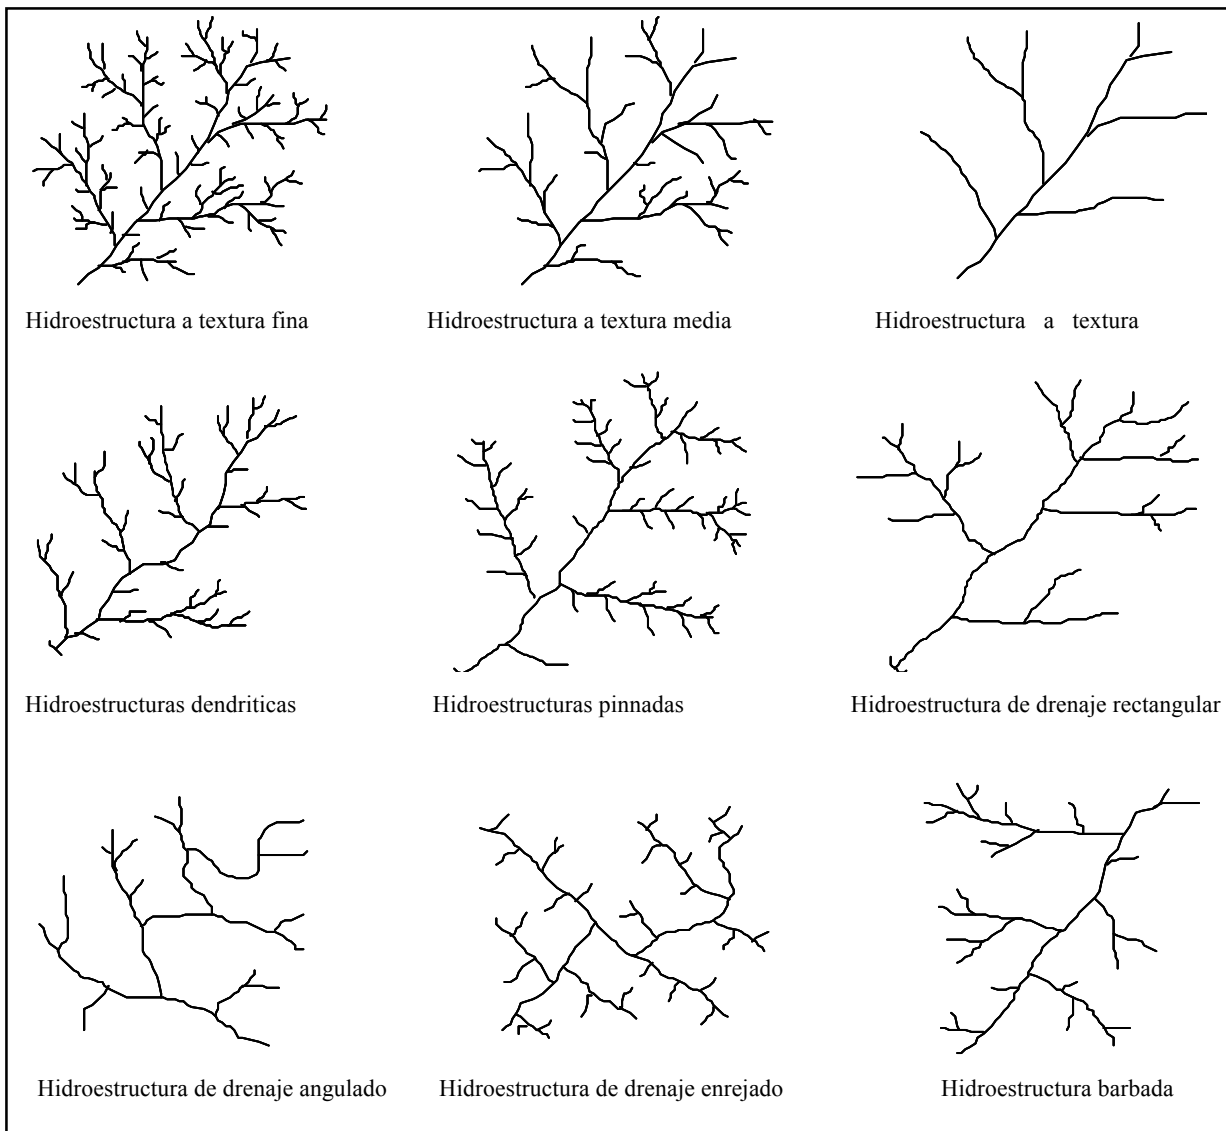 Hidroestructura a textura fina
Hidroestructura a textura media
Hidroestructura a textura
Hidroestructuras dendriticas
Hidroestructuras pinnadas
Hidroestructura de drenaje rectangular
Hidroestructura de drenaje angulado
Hidroestructura de drenaje enrejado
Hidroestructura barbada